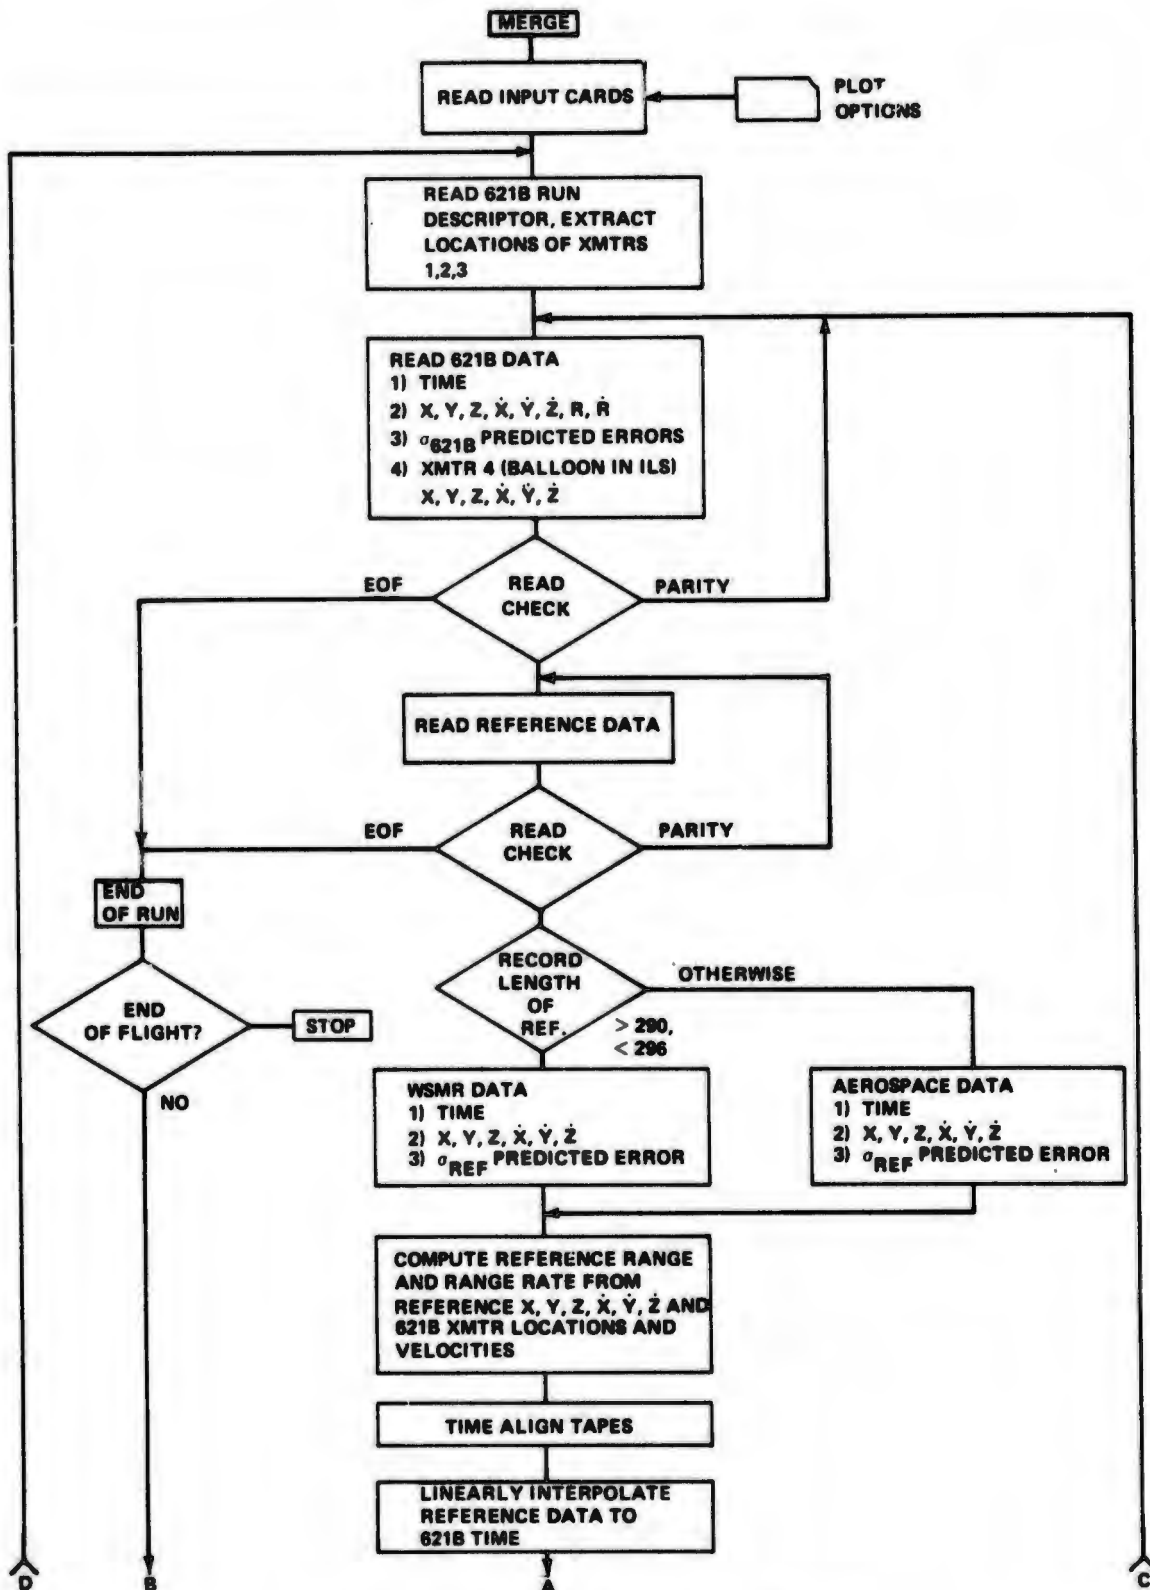 MERGE
READ INPUT CARDS
PLOT
OPTIONS
READ 621B RUN
DESCRIPTOR, EXTRACT
LOCATIONS OF XMTRS
1,2,3
READ 621B DATA
1) TIME
2) X, Y, Z, Ẋ, Ẏ, Ż, R, Ṙ
3) σ621B PREDICTED ERRORS
4) XMTR 4 (BALLOON IN ILS)
X, Y, Z, Ẋ, Ẏ, Ż
EOF
READ
CHECK
PARITY
READ REFERENCE DATA
EOF
READ
CHECK
PARITY
END
OF RUN
RECORD
LENGTH
OF
REF.
OTHERWISE
> 290,
< 296
END
OF FLIGHT?
STOP
NO
WSMR DATA
1) TIME
2) X, Y, Z, Ẋ, Ẏ, Ż
3) σREF PREDICTED ERROR
AEROSPACE DATA
1) TIME
2) X, Y, Z, Ẋ, Ẏ, Ż
3) σREF PREDICTED ERROR
COMPUTE REFERENCE RANGE
AND RANGE RATE FROM
REFERENCE X, Y, Z, Ẋ, Ẏ, Ż AND
621B XMTR LOCATIONS AND
VELOCITIES
TIME ALIGN TAPES
LINEARLY INTERPOLATE
REFERENCE DATA TO
621B TIME
D
B
A
C